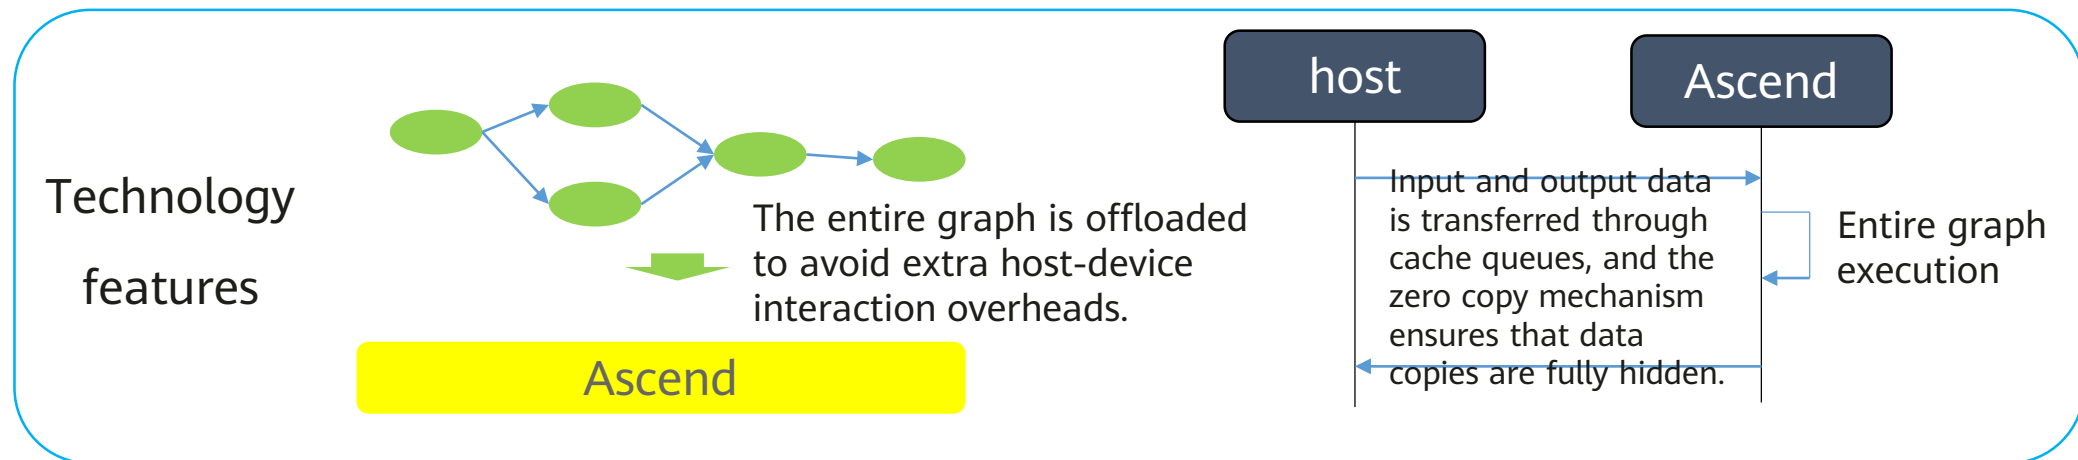 Technology
features
The entire graph is offloaded
to avoid extra host-device
interaction overheads.
Ascend
host
Ascend
Input and output data
is transferred through
cache queues, and the
zero copy mechanism
ensures that data
copies are fully hidden.
Entire graph
execution